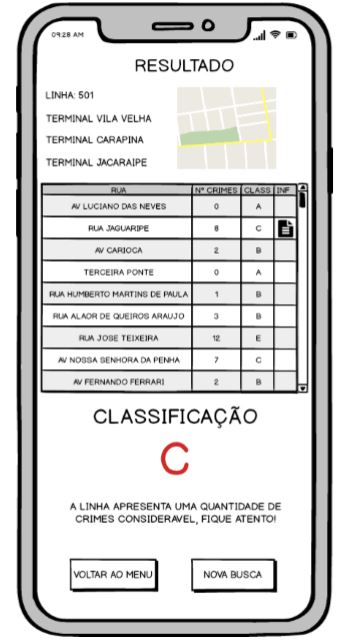 09:28 AM
RESULTADO
LINHA: 501
TERMINAL VILA VELHA
TERMINAL CARAPINA
TERMINAL JACARAIPE
RUA Nº CRIMES CLASS INF
AV LUCIANO DAS NEVES 0 A
RUA JAGUARIPE 8 C
AV CARIOCA 2 B
TERCEIRA PONTE 0 A
RUA HUMBERTO MARTINS DE PAULA 1 B
RUA ALAOR DE QUEIROS ARAUJO 3 B
RUA JOSE TEIXEIRA 12 E
AV NOSSA SENHORA DA PENHA 7 C
AV FERNANDO FERRARI 2 B
CLASSIFICAÇÃO
C
A LINHA APRESENTA UMA QUANTIDADE DE
CRIMES CONSIDERAVEL, FIQUE ATENTO!
VOLTAR AO MENU NOVA BUSCA